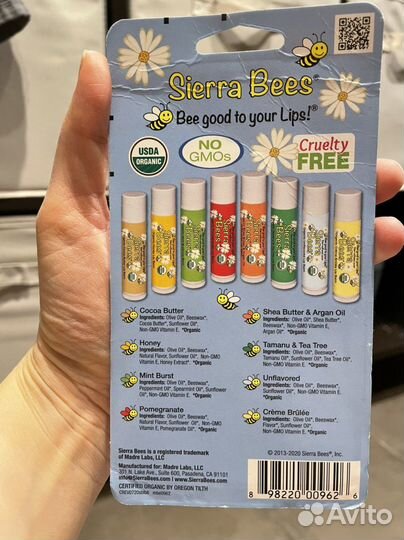 Sierra Bees®
Bee good to your Lips!®
USDA
ORGANIC
NO
GMOs
Cruelty
FREE
Sierra
Bees
Cocoa Butter
Ingredients: Olive Oil*, Beeswax*,
Cocoa Butter*, Sunflower Oil*,
Non-GMO Vitamin E. *Organic
Honey
Ingredients: Olive Oil*, Beeswax*,
Natural Flavor, Sunflower Oil*, Non-GMO
Vitamin E, Honey Extract*. *Organic
Mint Burst
Ingredients: Olive Oil*, Beeswax*,
Peppermint Oil*, Spearmint Oil*, Sunflower
Oil*, Non-GMO Vitamin E. *Organic
Pomegranate
Ingredients: Olive Oil*, Beeswax*,
Natural Flavor, Sunflower Oil*, Non-GMO
Vitamin E, Pomegranate Oil*. *Organic
Shea Butter & Argan Oil
Ingredients: Olive Oil*, Shea Butter*,
Beeswax*, Non-GMO Vitamin E,
Argan Oil*. *Organic
Tamanu & Tea Tree
Ingredients: Olive Oil*, Beeswax*,
Tamanu Oil*, Sunflower Oil*, Tea Tree Oil*,
Non-GMO Vitamin E. *Organic
Unflavored
Ingredients: Olive Oil*, Beeswax*,
Sunflower Oil*, Non-GMO
Vitamin E. *Organic
Crème Brûlée
Ingredients: Olive Oil*, Beeswax*,
Flavor*, Sunflower Oil*,
Non-GMO Vitamin E. *Organic
Sierra Bees is a registered trademark
of Madre Labs, LLC
Manufactured for: Madre Labs, LLC
301 N. Lake Ave., Suite 600, Pasadena, CA 91101
info@SierraBees.com SierraBees.com
CERTIFIED ORGANIC BY OREGON TILTH
© 2013-2020 Sierra Bees®, Inc.
8 98220 00962 6
Avito